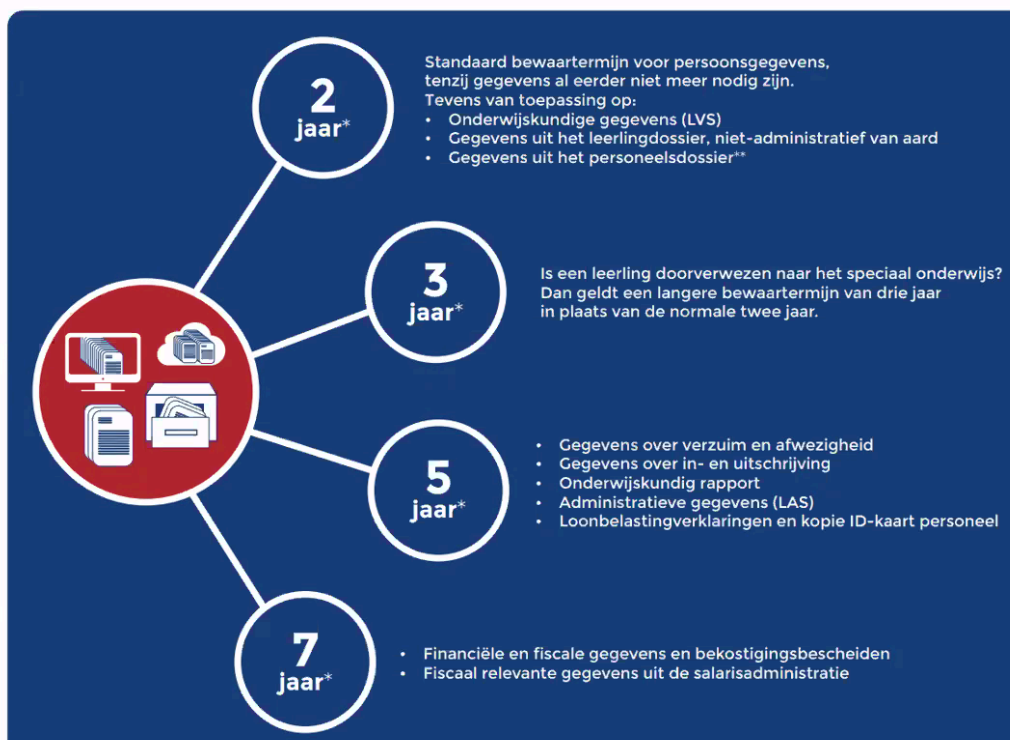 2
jaar*
Standaard bewaartermijn voor persoonsgegevens,
tenzij gegevens al eerder niet meer nodig zijn.
Tevens van toepassing op:
• Onderwijskundige gegevens (LVS)
• Gegevens uit het leerlingdossier, niet-administratief van aard
• Gegevens uit het personeelsdossier**
3
jaar*
Is een leerling doorverwezen naar het speciaal onderwijs?
Dan geldt een langere bewaartermijn van drie jaar
in plaats van de normale twee jaar.
5
jaar*
• Gegevens over verzuim en afwezigheid
• Gegevens over in- en uitschrijving
• Onderwijskundig rapport
• Administratieve gegevens (LAS)
• Loonbelastingverklaringen en kopie ID-kaart personeel
7
jaar*
• Financiële en fiscale gegevens en bekostigingsbescheiden
• Fiscaal relevante gegevens uit de salarisadministratie